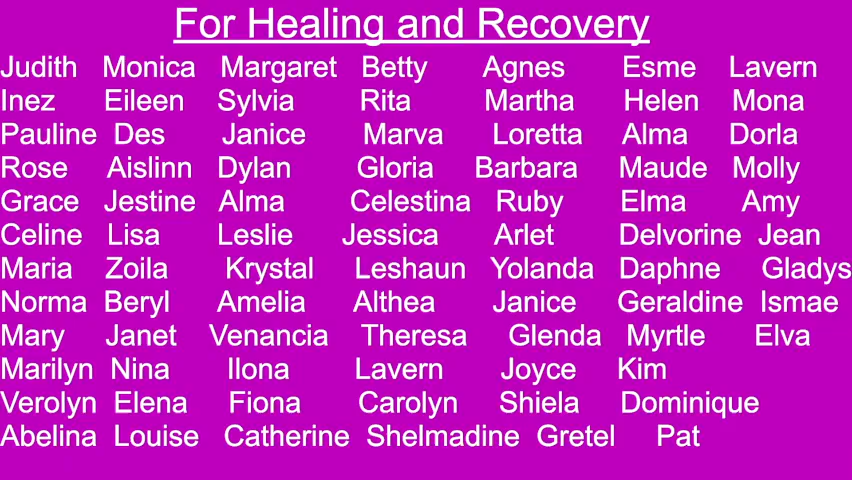 For Healing and Recovery
Judith Monica Margaret Betty Agnes Esme Lavern
Inez Eileen Sylvia Rita Martha Helen Mona
Pauline Des Janice Marva Loretta Alma Dorla
Rose Aislinn Dylan Gloria Barbara Maude Molly
Grace Jestine Alma Celestina Ruby Elma Amy
Celine Lisa Leslie Jessica Arlet Delvorine Jean
Maria Zoila Krystal Leshaun Yolanda Daphne Gladys
Norma Beryl Amelia Althea Janice Geraldine Ismae
Mary Janet Venancia Theresa Glenda Myrtle Elva
Marilyn Nina Ilona Lavern Joyce Kim
Verolyn Elena Fiona Carolyn Shiela Dominique
Abelina Louise Catherine Shelmadine Gretel Pat